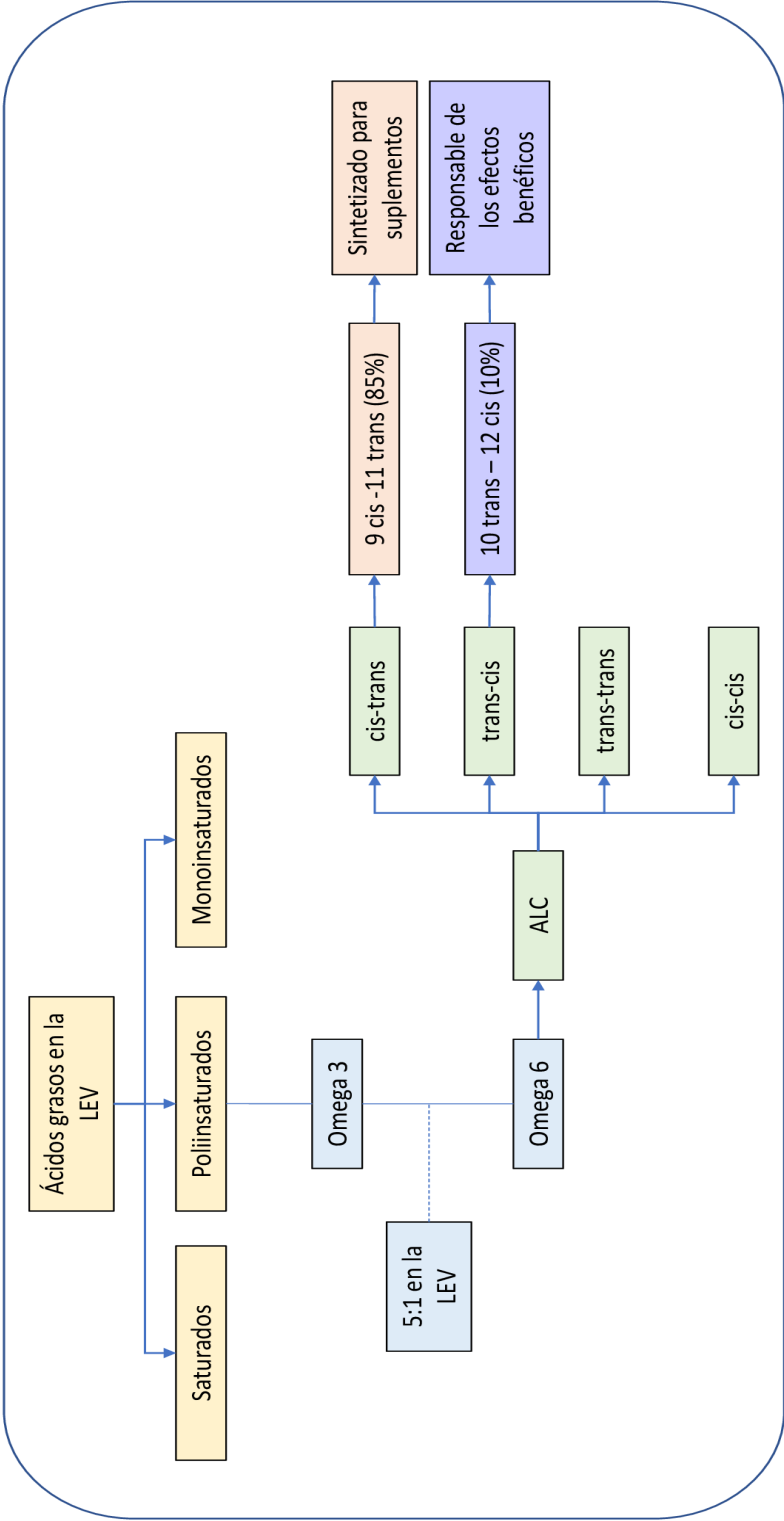 Ácidos grasos en la
LEV
Saturados
Poliinsaturados
Monoinsaturados
Omega 3
5:1 en la
LEV
Omega 6
ALC
cis-trans
9 cis -11 trans (85%)
Sintetizado para
suplementos
trans-cis
10 trans – 12 cis (10%)
Responsable de
los efectos
benéficos
trans-trans
cis-cis